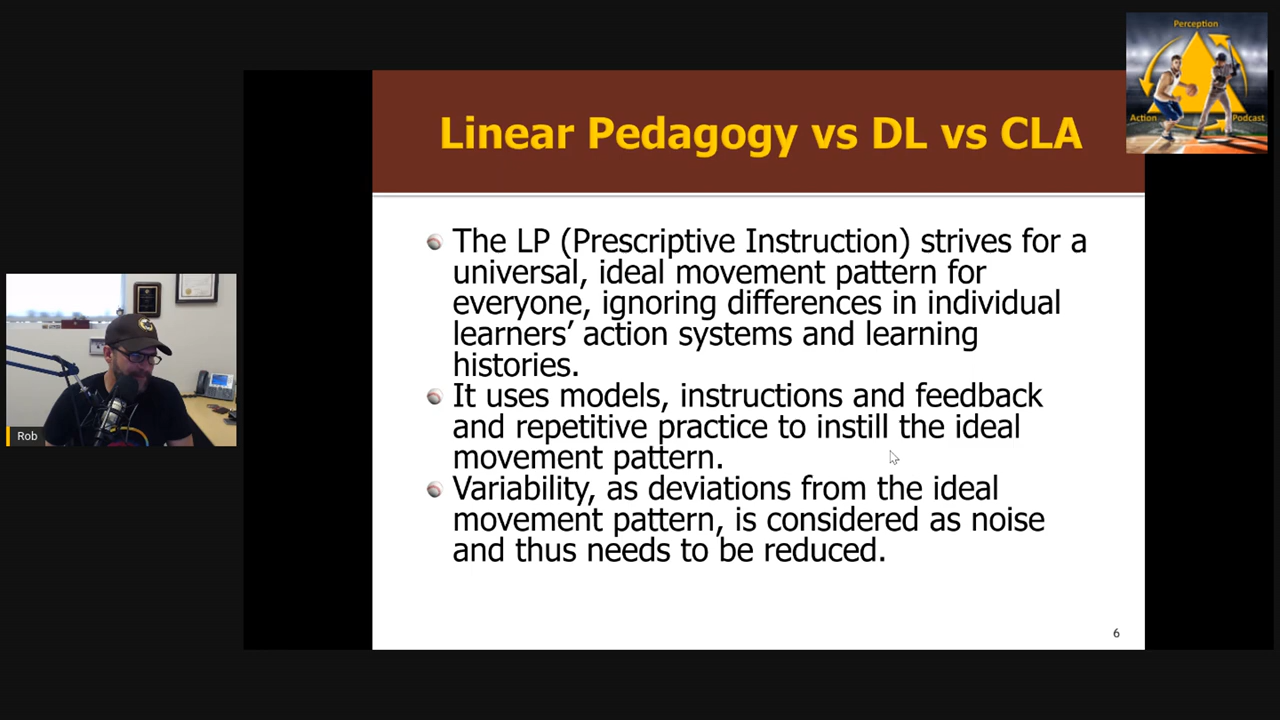 Perception
Action
Podcast
Linear Pedagogy vs DL vs CLA
The LP (Prescriptive Instruction) strives for a
universal, ideal movement pattern for
everyone, ignoring differences in individual
learners’ action systems and learning
histories.
It uses models, instructions and feedback
and repetitive practice to instill the ideal
movement pattern.
Variability, as deviations from the ideal
movement pattern, is considered as noise
and thus needs to be reduced.
Rob
6